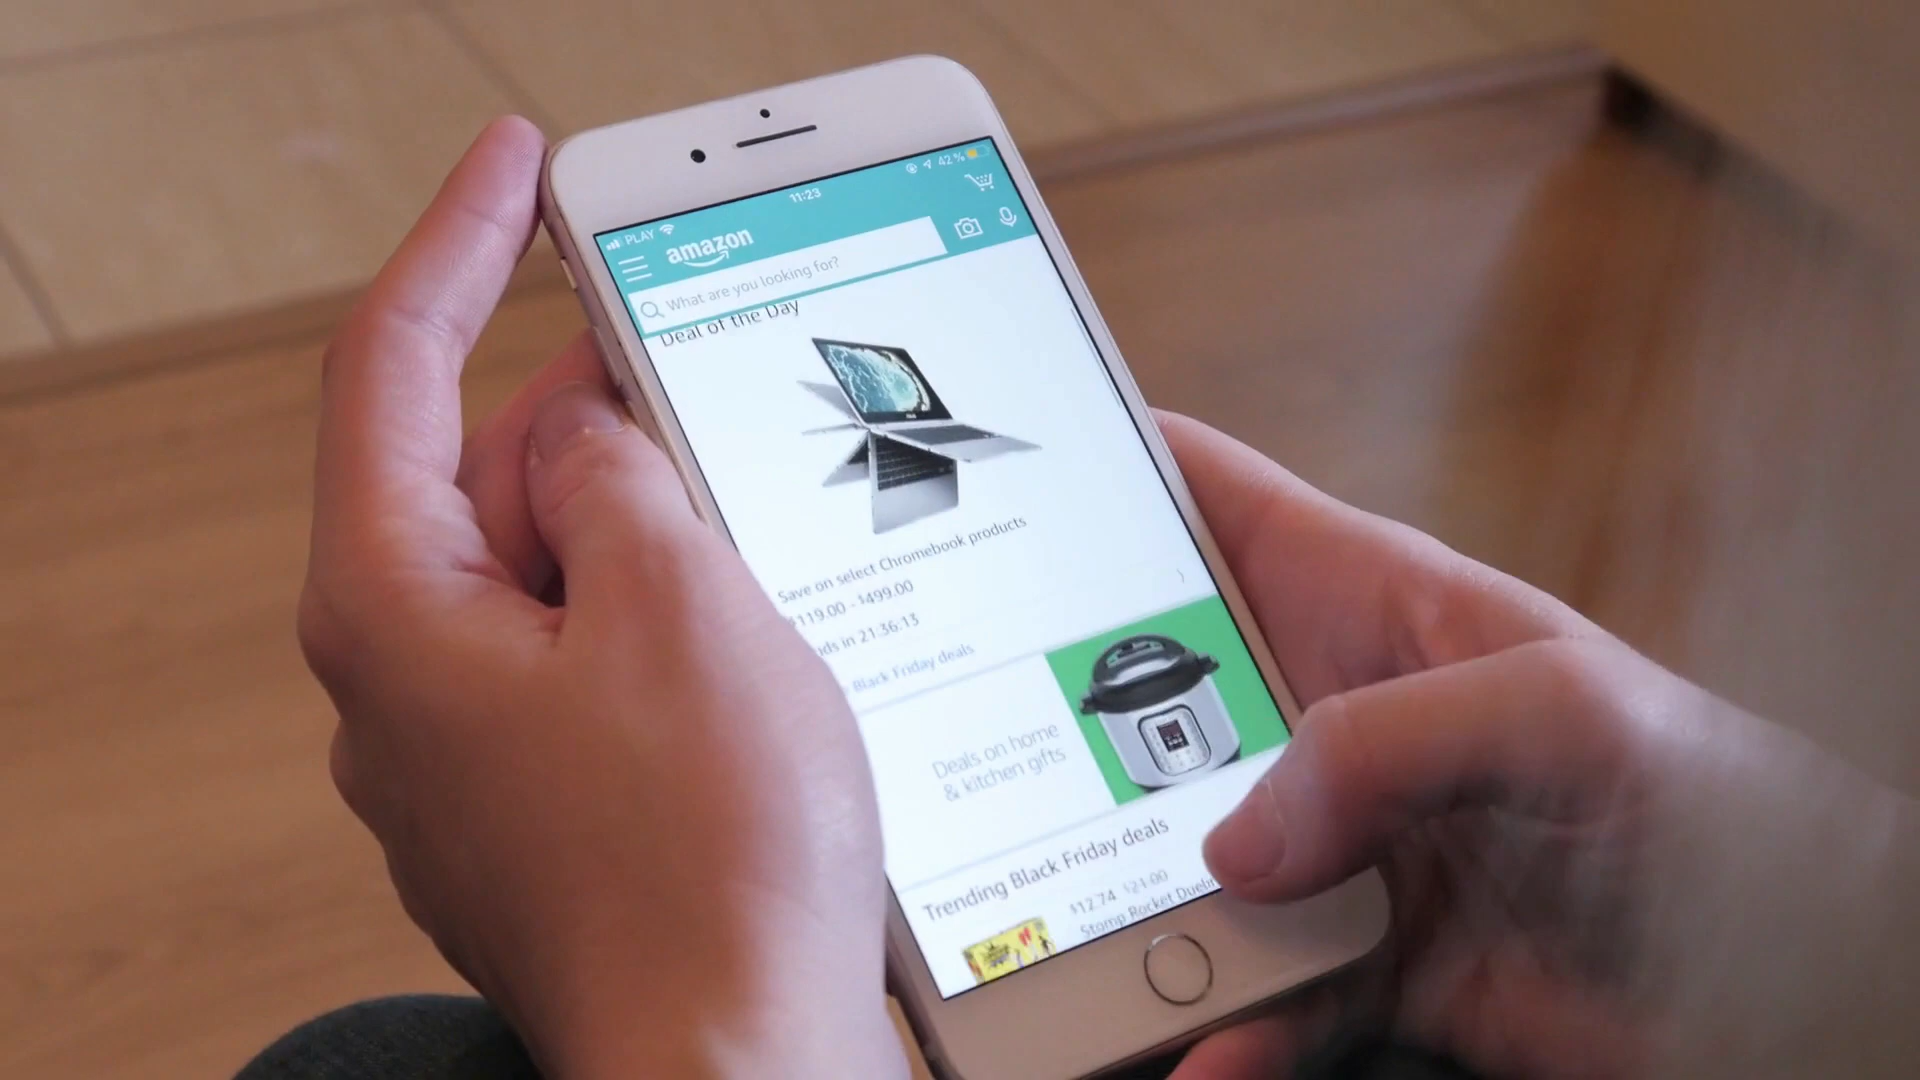 42%
11:23
PLAY
amazon
What are you looking for?
Deal of the Day
Save on select Chromebook products
$119.00 - $499.00
in 21:36:13
Black Friday deals
Deals on home
& kitchen gifts
Trending Black Friday deals
$12.74 $21.00
Stomp Rocket